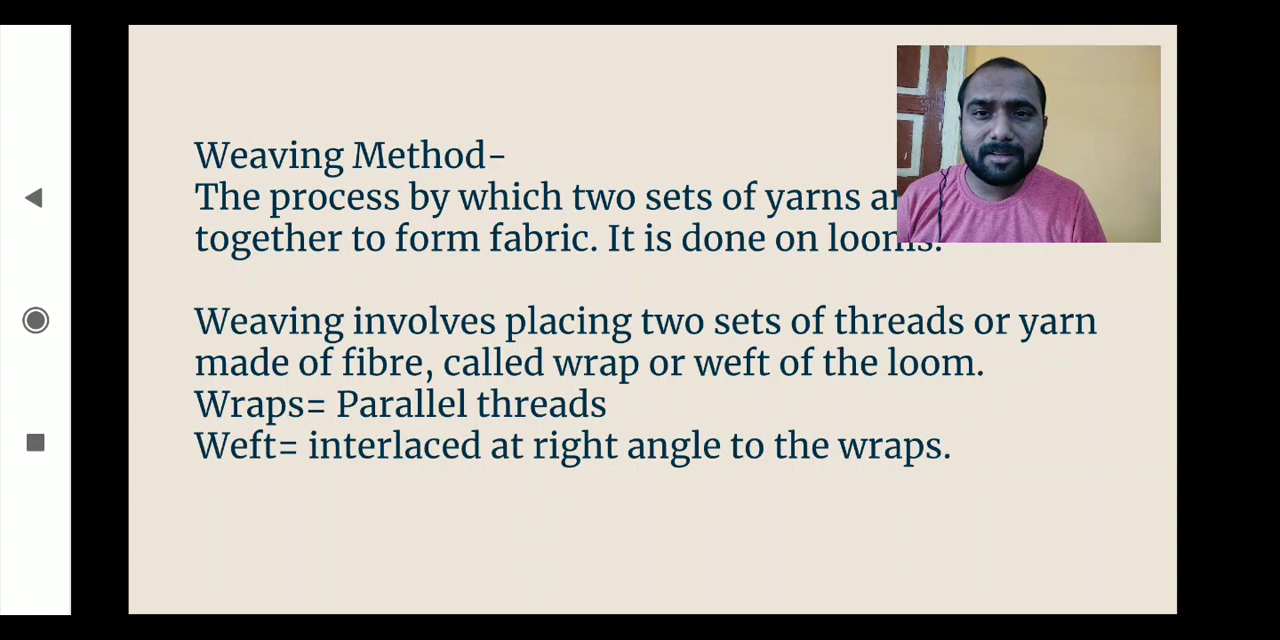 Weaving Method-
The process by which two sets of yarns
together to form fabric. It is done on looms.
Weaving involves placing two sets of threads or yarn
made of fibre, called wrap or weft of the loom.
Wraps= Parallel threads
Weft= interlaced at right angle to the wraps.